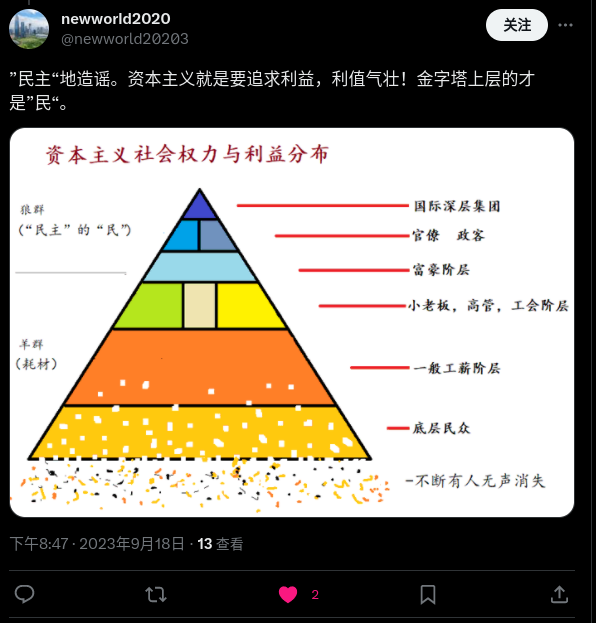 newworld2020
@newworld20203
关注
”民主“地造谣。资本主义就是要追求利益，利值气壮！金字塔上层的才
是”民“。
资本主义社会权力与利益分布
狼群
(“民主”的“民”)
国际深层集团
官僚 政客
富豪阶层
小老板，高管，工会阶层
羊群
(耗材)
一般工薪阶层
底层民众
-不断有人无声消失
下午8:47 · 2023年9月18日 · 13 查看
2